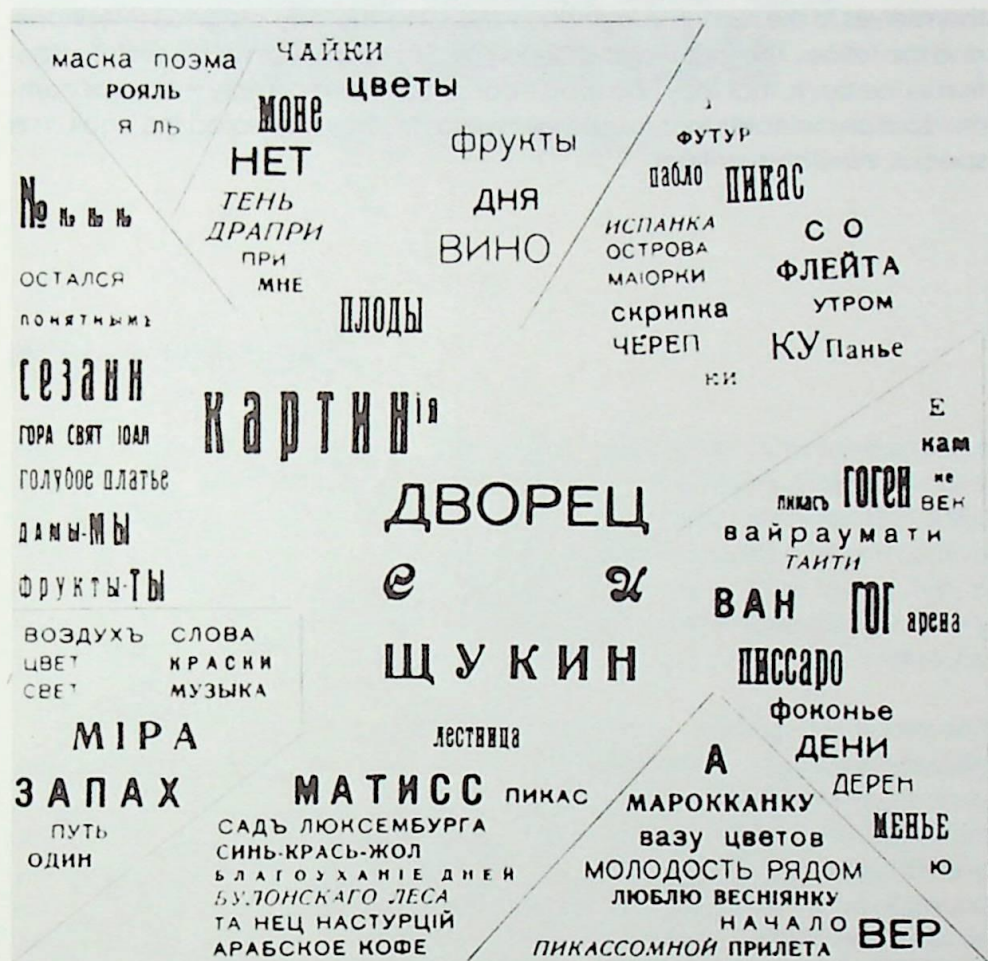 маска поэма
РОЯЛЬ
Я ЛЬ
ЧАЙКИ
цветы
МОНЕ
НЕТ
фрукты
ТЕНЬ
ДРАПРИ
ПРИ
МНЕ
ДНЯ
ВИНО
ПЛОДЫ
№ № № №
ОСТАЛСЯ
ПОНЯТНЫМЪ
сезанн
ГОРА СВЯТ IОАЛ
голубое платье
ДАМЫ-МЫ
фрукты-ТЫ
ФУТУР
пабло ПИКАС
ИСПАНКА
ОСТРОВА
МАІОРКИ
скрипка
ЧЕРЕП
КИ
С О
ФЛЕЙТА
УТРОМ
КУ Панье
картинія
ДВОРЕЦ
С И
ЩУКИН
Е
кам
не
ВЕК
пикасъ ГОГЕН
вайраумати
ТАИТИ
ВАН ГОГ арена
ПИССАРО
фоконье
ДЕНИ
ДЕРЕН
МЕНЬЕ
Ю
ВОЗДУХЪ СЛОВА
ЦВЕТ КРАСКИ
СВЕТ МУЗЫКА
МІРА
ЗАПАХ
ПУТЬ
ОДИН
лестница
МАТИСС ПИКАС
САДЪ ЛЮКСЕМБУРГА
СИНЬ-КРАСЬ-ЖОЛ
БЛАГОУХАНІЕ ДНЕЙ
БУЛОНСКАГО ЛЕСА
ТА НЕЦ НАСТУРЦІЙ
АРАБСКОЕ КОФЕ
А
МАРОККАНКУ
вазу цветов
МОЛОДОСТЬ РЯДОМ
ЛЮБЛЮ ВЕСНІЯНКУ
НАЧАЛО ВЕР
ПИКАССОМНОЙ ПРИЛЕТА